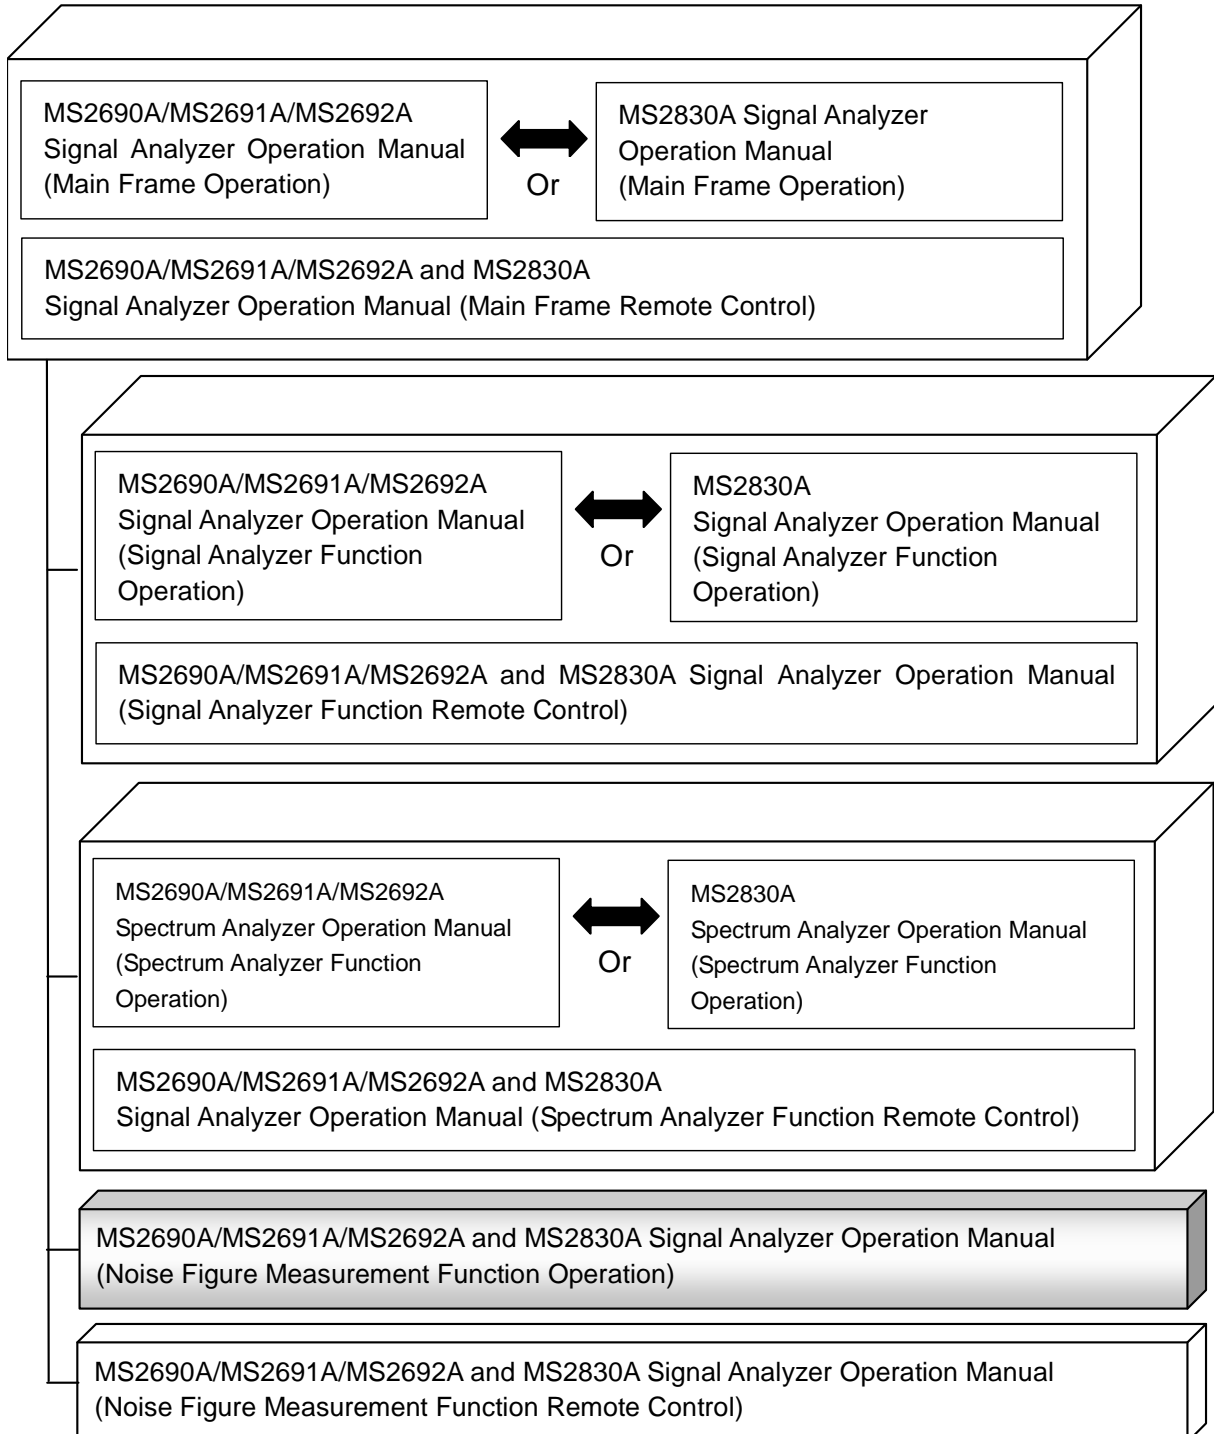 MS2690A/MS2691A/MS2692A
Signal Analyzer Operation Manual
(Main Frame Operation)
Or
MS2830A Signal Analyzer
Operation Manual
(Main Frame Operation)
MS2690A/MS2691A/MS2692A and MS2830A
Signal Analyzer Operation Manual (Main Frame Remote Control)
MS2690A/MS2691A/MS2692A
Signal Analyzer Operation Manual
(Signal Analyzer Function
Operation)
Or
MS2830A
Signal Analyzer Operation Manual
(Signal Analyzer Function
Operation)
MS2690A/MS2691A/MS2692A and MS2830A Signal Analyzer Operation Manual
(Signal Analyzer Function Remote Control)
MS2690A/MS2691A/MS2692A
Spectrum Analyzer Operation Manual
(Spectrum Analyzer Function
Operation)
Or
MS2830A
Spectrum Analyzer Operation Manual
(Spectrum Analyzer Function
Operation)
MS2690A/MS2691A/MS2692A and MS2830A
Signal Analyzer Operation Manual (Spectrum Analyzer Function Remote Control)
MS2690A/MS2691A/MS2692A and MS2830A Signal Analyzer Operation Manual
(Noise Figure Measurement Function Operation)
MS2690A/MS2691A/MS2692A and MS2830A Signal Analyzer Operation Manual
(Noise Figure Measurement Function Remote Control)